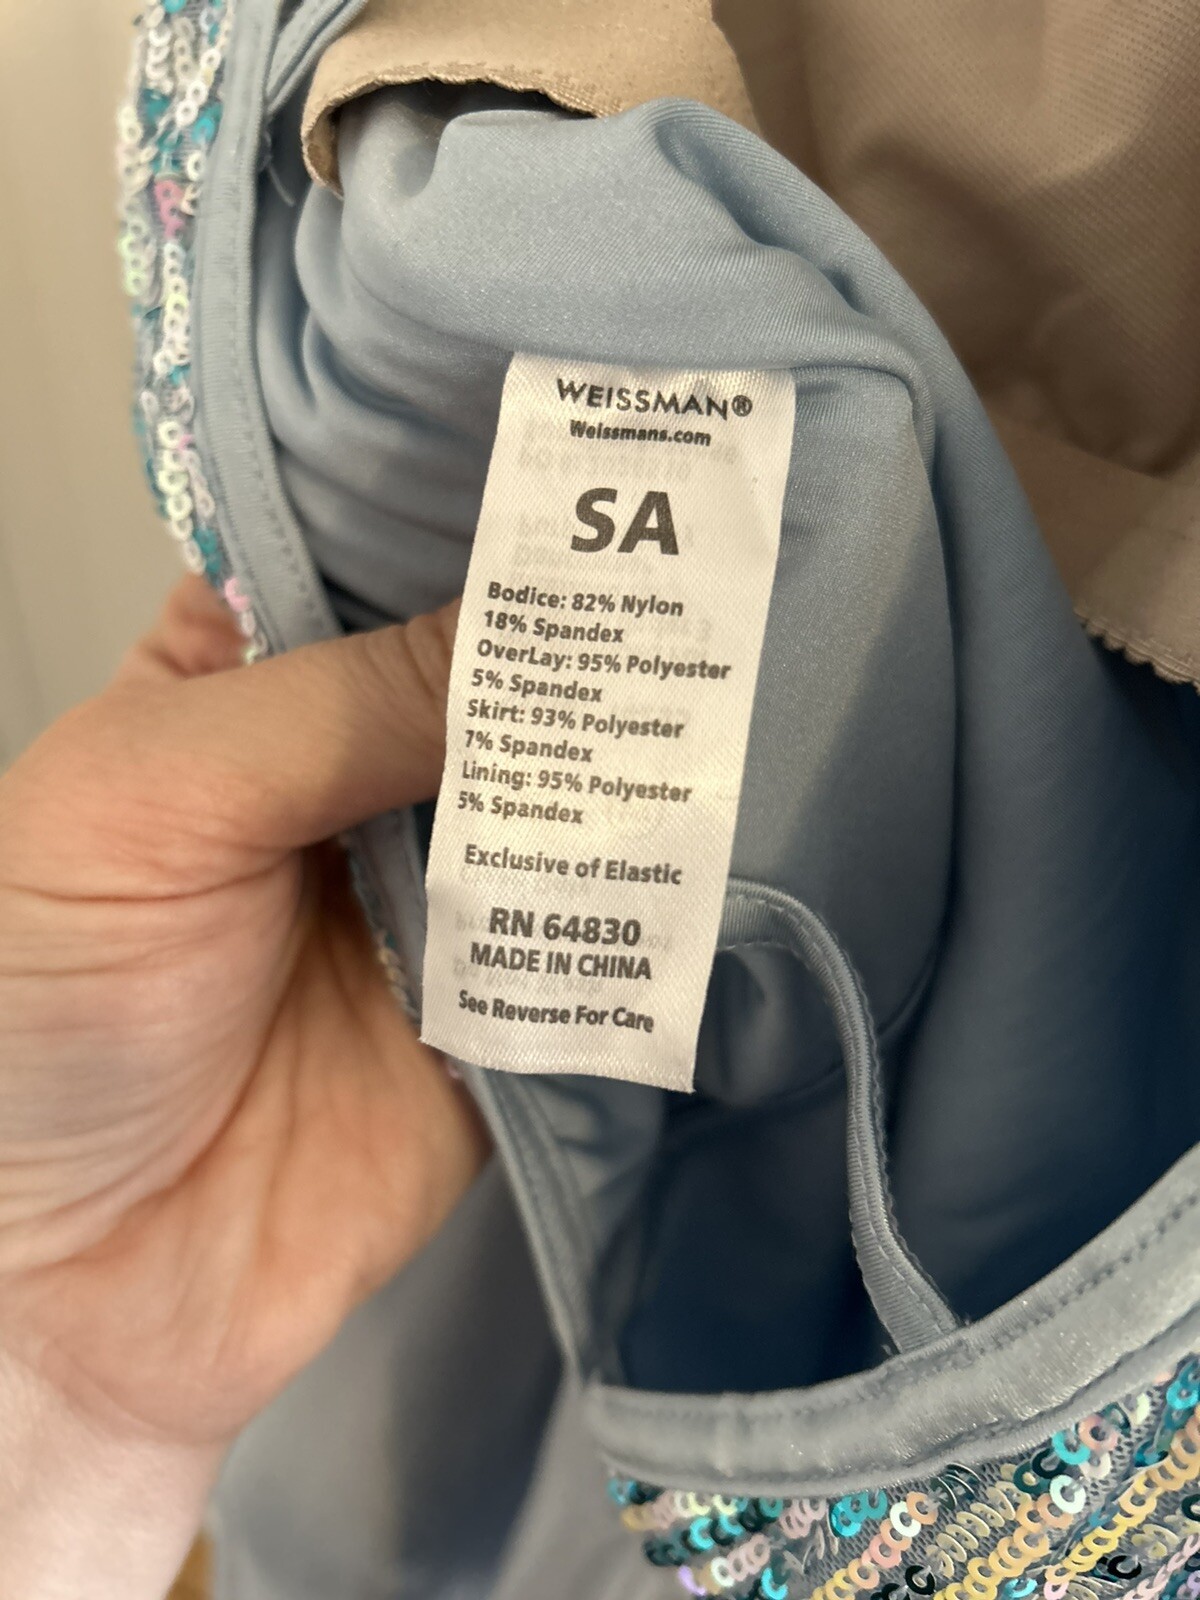 WEISSMAN®
Weissmans.com
SA
Bodice: 82% Nylon
18% Spandex
OverLay: 95% Polyester
5% Spandex
Skirt: 93% Polyester
7% Spandex
Lining: 95% Polyester
5% Spandex
Exclusive of Elastic
RN 64830
MADE IN CHINA
See Reverse For Care